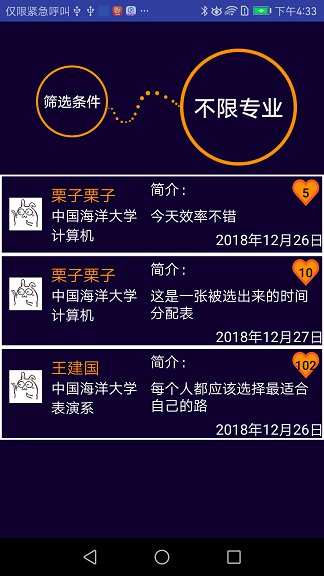 仅限紧急呼叫 ... 下午4:33
筛选条件
不限专业
栗子栗子
中国海洋大学
计算机
简介:
今天效率不错
5
2018年12月26日
栗子栗子
中国海洋大学
计算机
简介:
这是一张被选出来的时间
分配表
10
2018年12月27日
王建国
中国海洋大学
表演系
简介:
每个人都应该选择最适合
自己的路
102
2018年12月26日